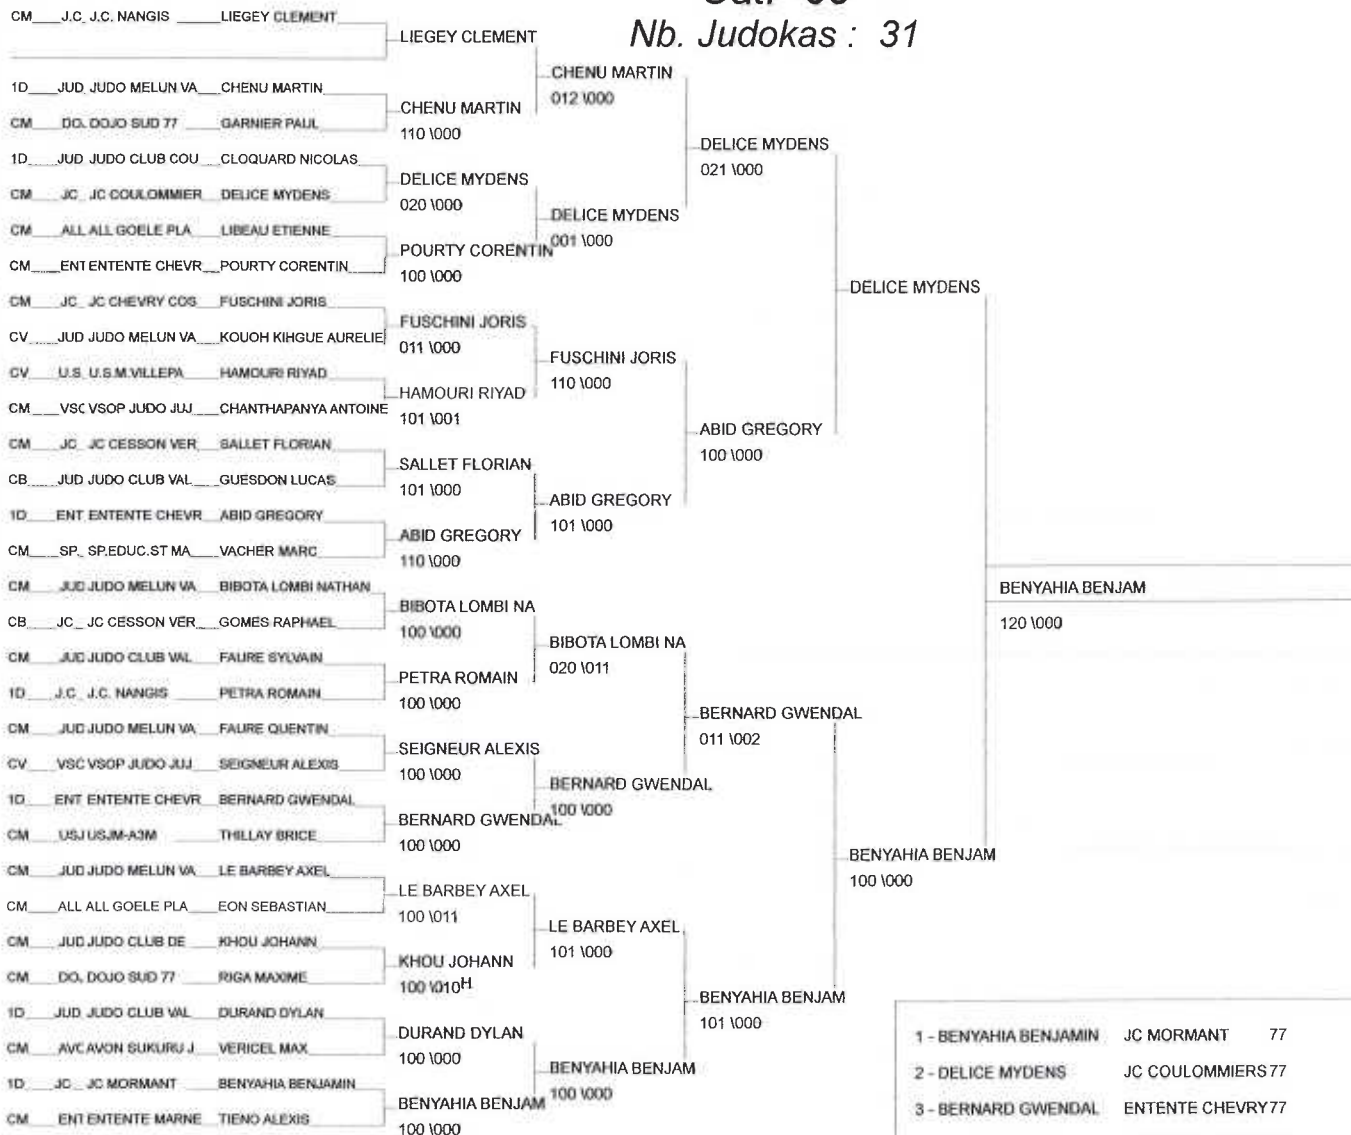 Nb. Judokas : 31
CM J.C_ J.C. NANGIS LIEGEY CLEMENT
LIEGEY CLEMENT
CHENU MARTIN
012 \000
1D JUD JUDO MELUN VA CHENU MARTIN
CHENU MARTIN
110 \000
CM DO. DOJO SUD 77 GARNIER PAUL
DELICE MYDENS
021 \000
1D JUD JUDO CLUB COU CLOQUARD NICOLAS
DELICE MYDENS
020 \000
CM JC_ JC COULOMMIER DELICE MYDENS
DELICE MYDENS
001 \000
CM ALL ALL GOELE PLA LIBEAU ETIENNE
POURTY CORENTIN
100 \000
CM ENT ENTENTE CHEVR POURTY CORENTIN
DELICE MYDENS
CM JC_ JC CHEVRY COS FUSCHINI JORIS
FUSCHINI JORIS
011 \000
CV JUD JUDO MELUN VA KOUOH KIHGUE AURELIE
FUSCHINI JORIS
110 \000
CV U.S U.S.M.VILLEPA HAMOURI RIYAD
HAMOURI RIYAD
101 \001
CM VSC VSOP JUDO JUJ CHANTHAPANYA ANTOINE
ABID GREGORY
100 \000
CM JC_ JC CESSON VER SALLET FLORIAN
SALLET FLORIAN
101 \000
CB JUD JUDO CLUB VAL GUESDON LUCAS
ABID GREGORY
101 \000
1D ENT ENTENTE CHEVR ABID GREGORY
ABID GREGORY
110 \000
CM SP_ SP.EDUC.ST MA VACHER MARC
BENYAHIA BENJAM
120 \000
CM JUD JUDO MELUN VA BIBOTA LOMBI NATHAN
BIBOTA LOMBI NA
100 \000
CB JC_ JC CESSON VER GOMES RAPHAEL
BIBOTA LOMBI NA
020 \011
CM JUD JUDO CLUB VAL FAURE SYLVAIN
PETRA ROMAIN
100 \000
1D J.C_ J.C. NANGIS PETRA ROMAIN
BERNARD GWENDAL
011 \002
CM JUD JUDO MELUN VA FAURE QUENTIN
SEIGNEUR ALEXIS
100 \000
CV VSC VSOP JUDO JUJ SEIGNEUR ALEXIS
BERNARD GWENDAL
100 \000
1D ENT ENTENTE CHEVR BERNARD GWENDAL
BERNARD GWENDAL
100 \000
CM USJ USJM-A3M THILLAY BRICE
BENYAHIA BENJAM
100 \000
CM JUD JUDO MELUN VA LE BARBEY AXEL
LE BARBEY AXEL
100 \011
CM ALL ALL GOELE PLA EON SEBASTIAN
LE BARBEY AXEL
101 \000
CM JUD JUDO CLUB DE KHOU JOHANN
KHOU JOHANN
100 \010H
CM DO. DOJO SUD 77 RIGA MAXIME
BENYAHIA BENJAM
101 \000
1D JUD JUDO CLUB VAL DURAND DYLAN
DURAND DYLAN
100 \000
CM AVC AVON SUKURU J VERICEL MAX
BENYAHIA BENJAM
100 \000
1D JC_ JC MORMANT BENYAHIA BENJAMIN
BENYAHIA BENJAM
100 \000
CM ENT ENTENTE MARNE TIENO ALEXIS
1 - BENYAHIA BENJAMIN JC MORMANT 77
2 - DELICE MYDENS JC COULOMMIERS 77
3 - BERNARD GWENDAL ENTENTE CHEVRY 77